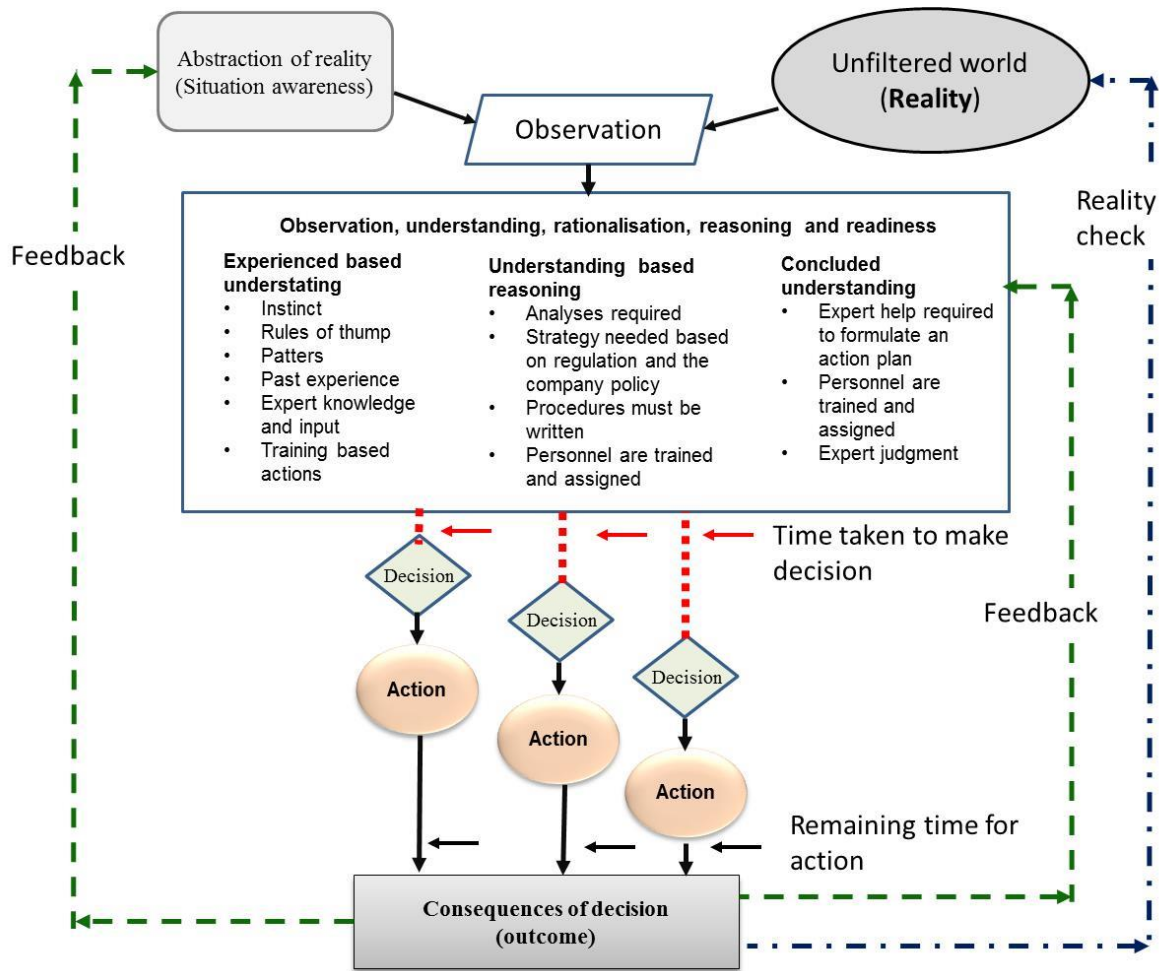 Abstraction of reality
(Situation awareness)
Unfiltered world
(Reality)
Observation
Feedback
Reality
check
Observation, understanding, rationalisation, reasoning and readiness
Experienced based
understating
• Instinct
• Rules of thump
• Patters
• Past experience
• Expert knowledge
and input
• Training based
actions
Understanding based
reasoning
• Analyses required
• Strategy needed based
on regulation and the
company policy
• Procedures must be
written
• Personnel are trained
and assigned
Concluded
understanding
• Expert help required
to formulate an
action plan
• Personnel are
trained and
assigned
• Expert judgment
Time taken to make
decision
Decision
Decision
Decision
Feedback
Action
Action
Action
Remaining time for
action
Consequences of decision
(outcome)